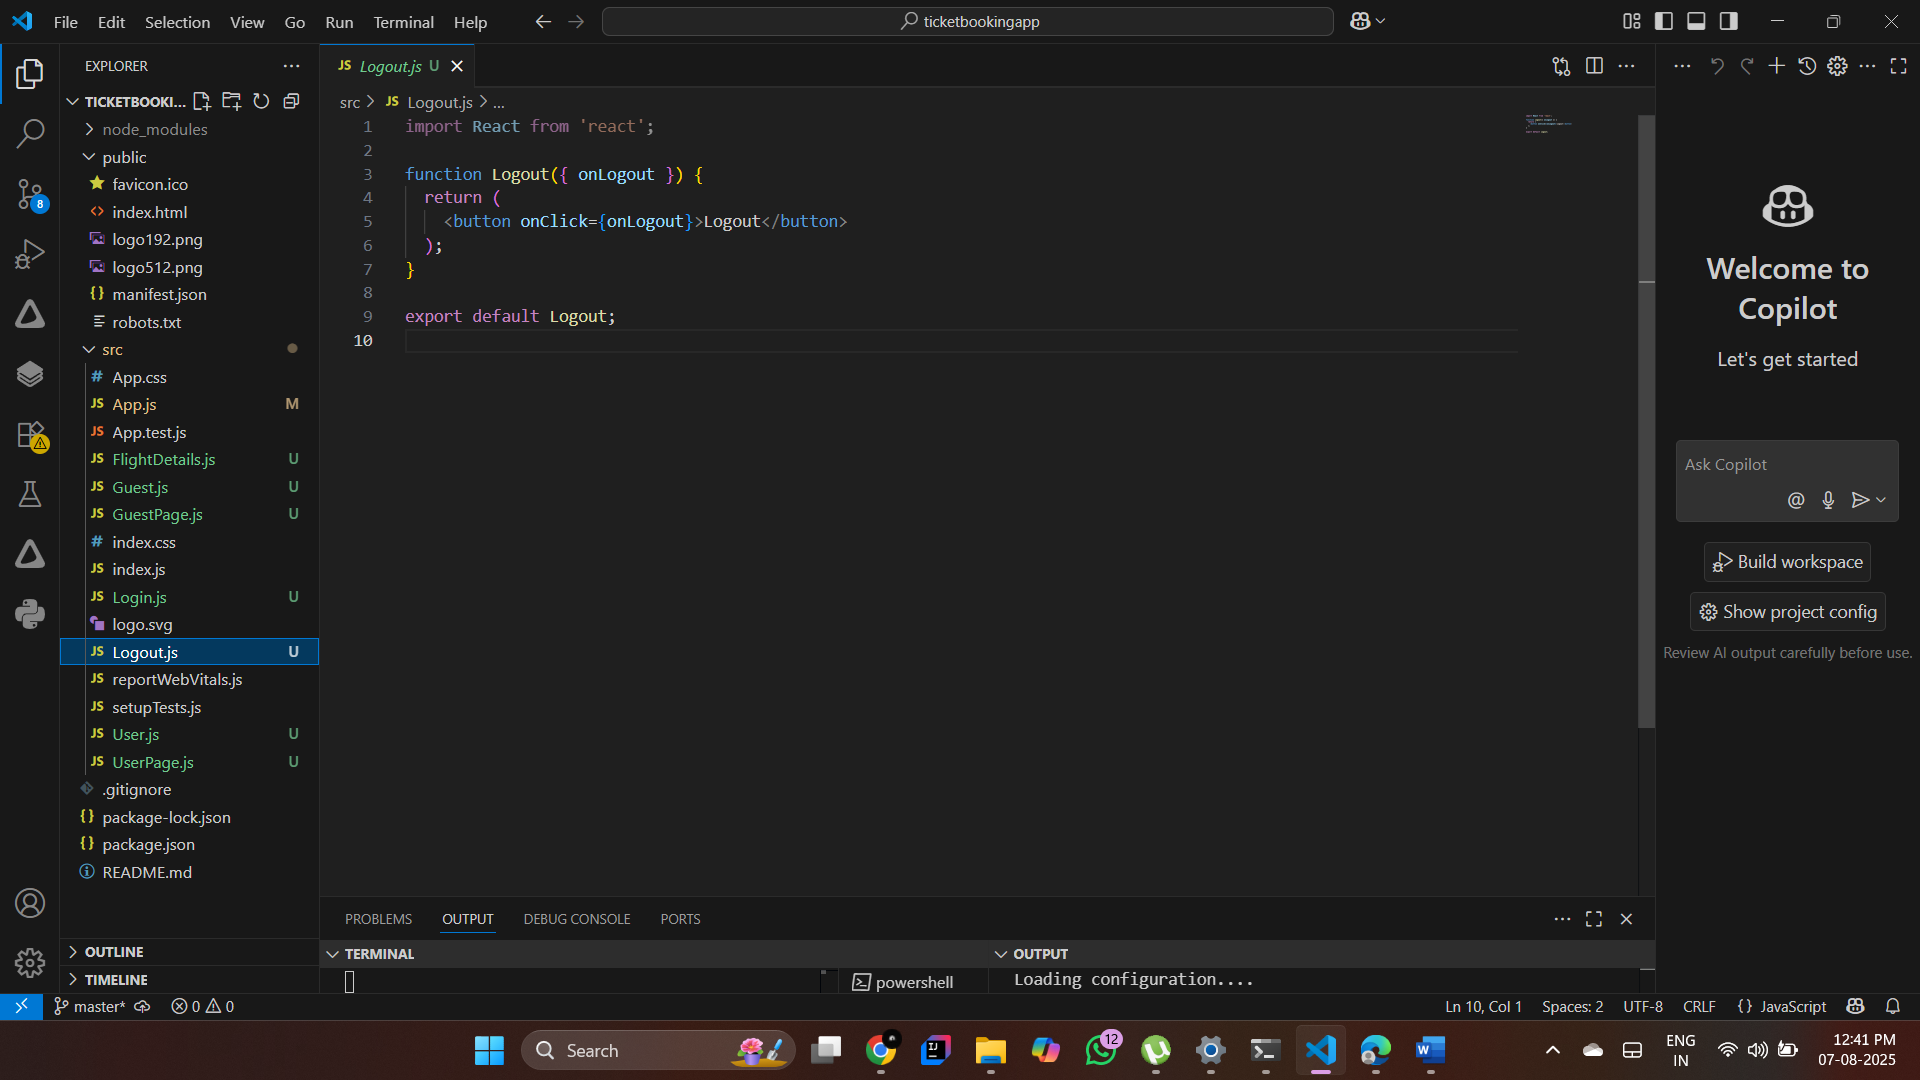 File Edit Selection View Go Run Terminal Help
ticketbookingapp
EXPLORER
TICKETBOOKI...
node_modules
public
favicon.ico
index.html
logo192.png
logo512.png
manifest.json
robots.txt
src
App.css
App.js M
App.test.js
FlightDetails.js U
Guest.js U
GuestPage.js U
index.css
index.js
Login.js U
logo.svg
Logout.js U
reportWebVitals.js
setupTests.js
User.js U
UserPage.js U
.gitignore
package-lock.json
package.json
README.md
OUTLINE
TIMELINE
8
JS Logout.js U
src > JS Logout.js > ...
1 import React from 'react';
2
3 function Logout({ onLogout }) {
4 return (
5 <button onClick={onLogout}>Logout</button>
6 );
7 }
8
9 export default Logout;
10
PROBLEMS OUTPUT DEBUG CONSOLE PORTS
TERMINAL
powershell
OUTPUT
Loading configuration....
Welcome to
Copilot
Let's get started
Ask Copilot
Build workspace
Show project config
Review AI output carefully before use.
master* 0 0
Ln 10, Col 1 Spaces: 2 UTF-8 CRLF {} JavaScript
Search
12
ENG
IN
12:41 PM
07-08-2025